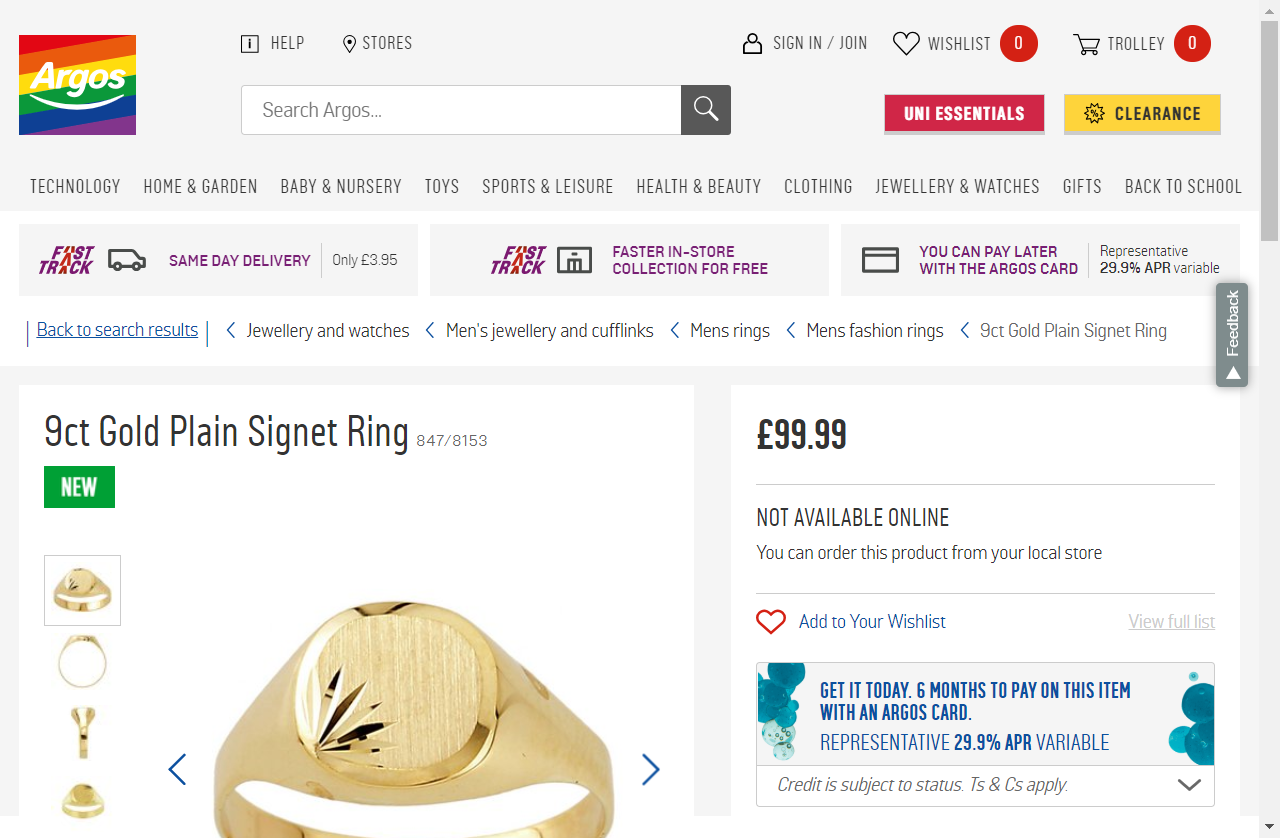 Argos
HELP
STORES
SIGN IN / JOIN
WISHLIST 0
TROLLEY 0
Search Argos...
UNI ESSENTIALS
CLEARANCE
TECHNOLOGY HOME & GARDEN BABY & NURSERY TOYS SPORTS & LEISURE HEALTH & BEAUTY CLOTHING JEWELLERY & WATCHES GIFTS BACK TO SCHOOL
FAST TRACK
SAME DAY DELIVERY
Only £3.95
FAST TRACK
FASTER IN-STORE
COLLECTION FOR FREE
YOU CAN PAY LATER
WITH THE ARGOS CARD
Representative
29.9% APR variable
Feedback
Back to search results
Jewellery and watches
Men's jewellery and cufflinks
Mens rings
Mens fashion rings
9ct Gold Plain Signet Ring
9ct Gold Plain Signet Ring 847/8153
NEW
£99.99
NOT AVAILABLE ONLINE
You can order this product from your local store
Add to Your Wishlist
View full list
GET IT TODAY. 6 MONTHS TO PAY ON THIS ITEM
WITH AN ARGOS CARD.
REPRESENTATIVE 29.9% APR VARIABLE
Credit is subject to status. Ts & Cs apply.